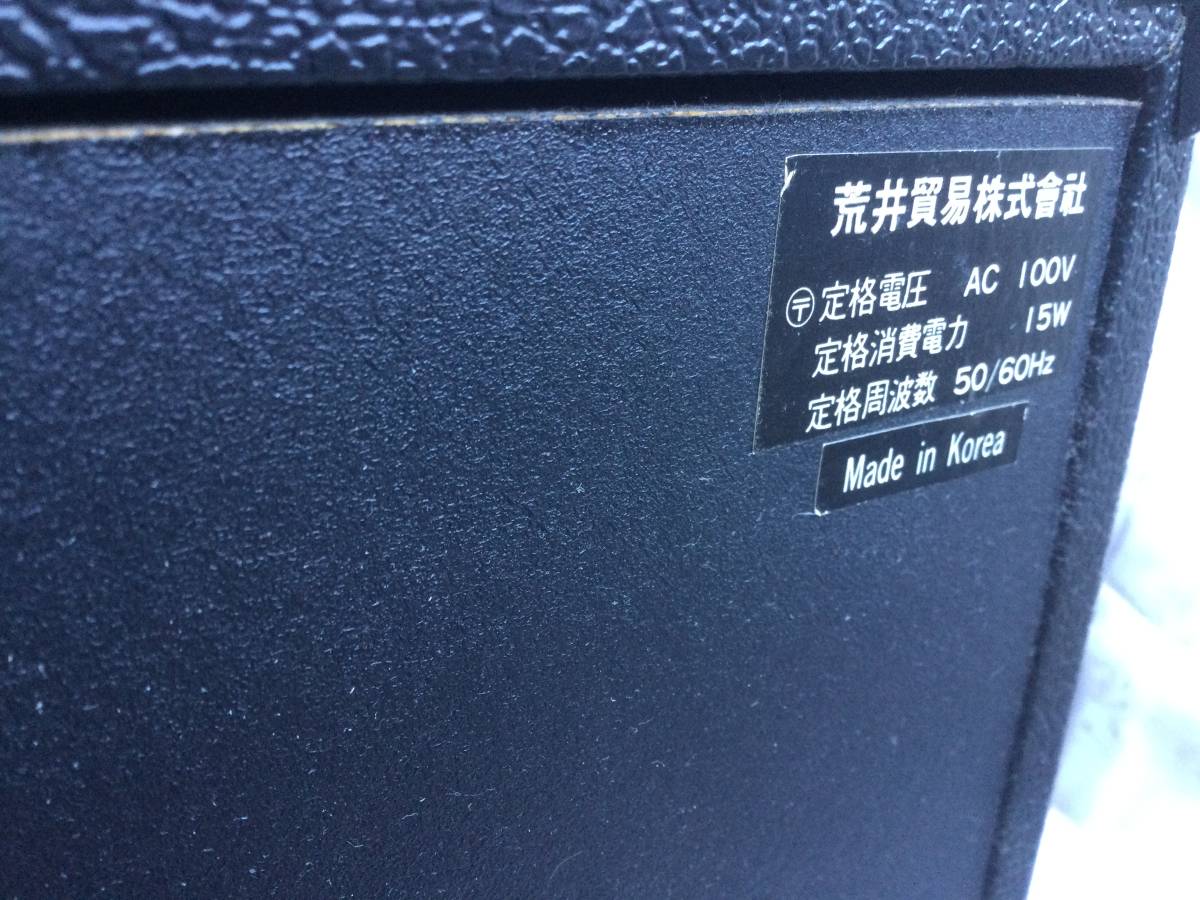 荒井貿易株式會社
〶定格電圧 AC 100V
定格消費電力 15W
定格周波数 50/60Hz
Made in Korea